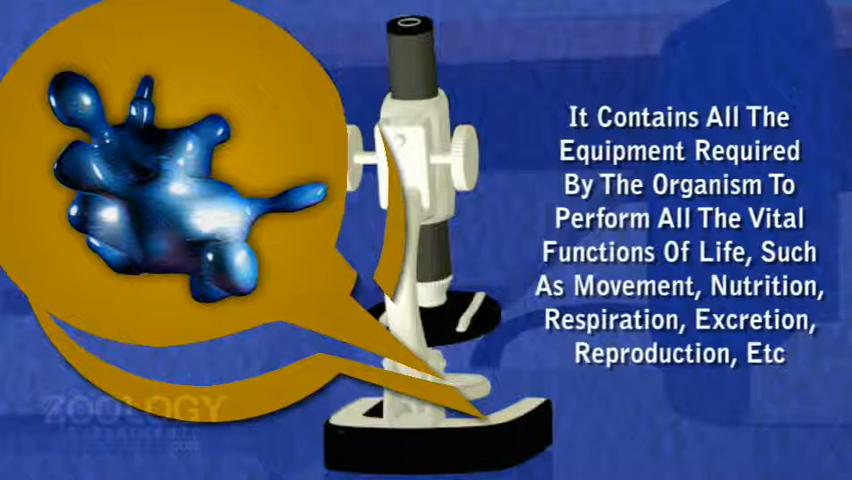 It Contains All The
Equipment Required
By The Organism To
Perform All The Vital
Functions Of Life, Such
As Movement, Nutrition,
Respiration, Excretion,
Reproduction, Etc
ZOOLOGY